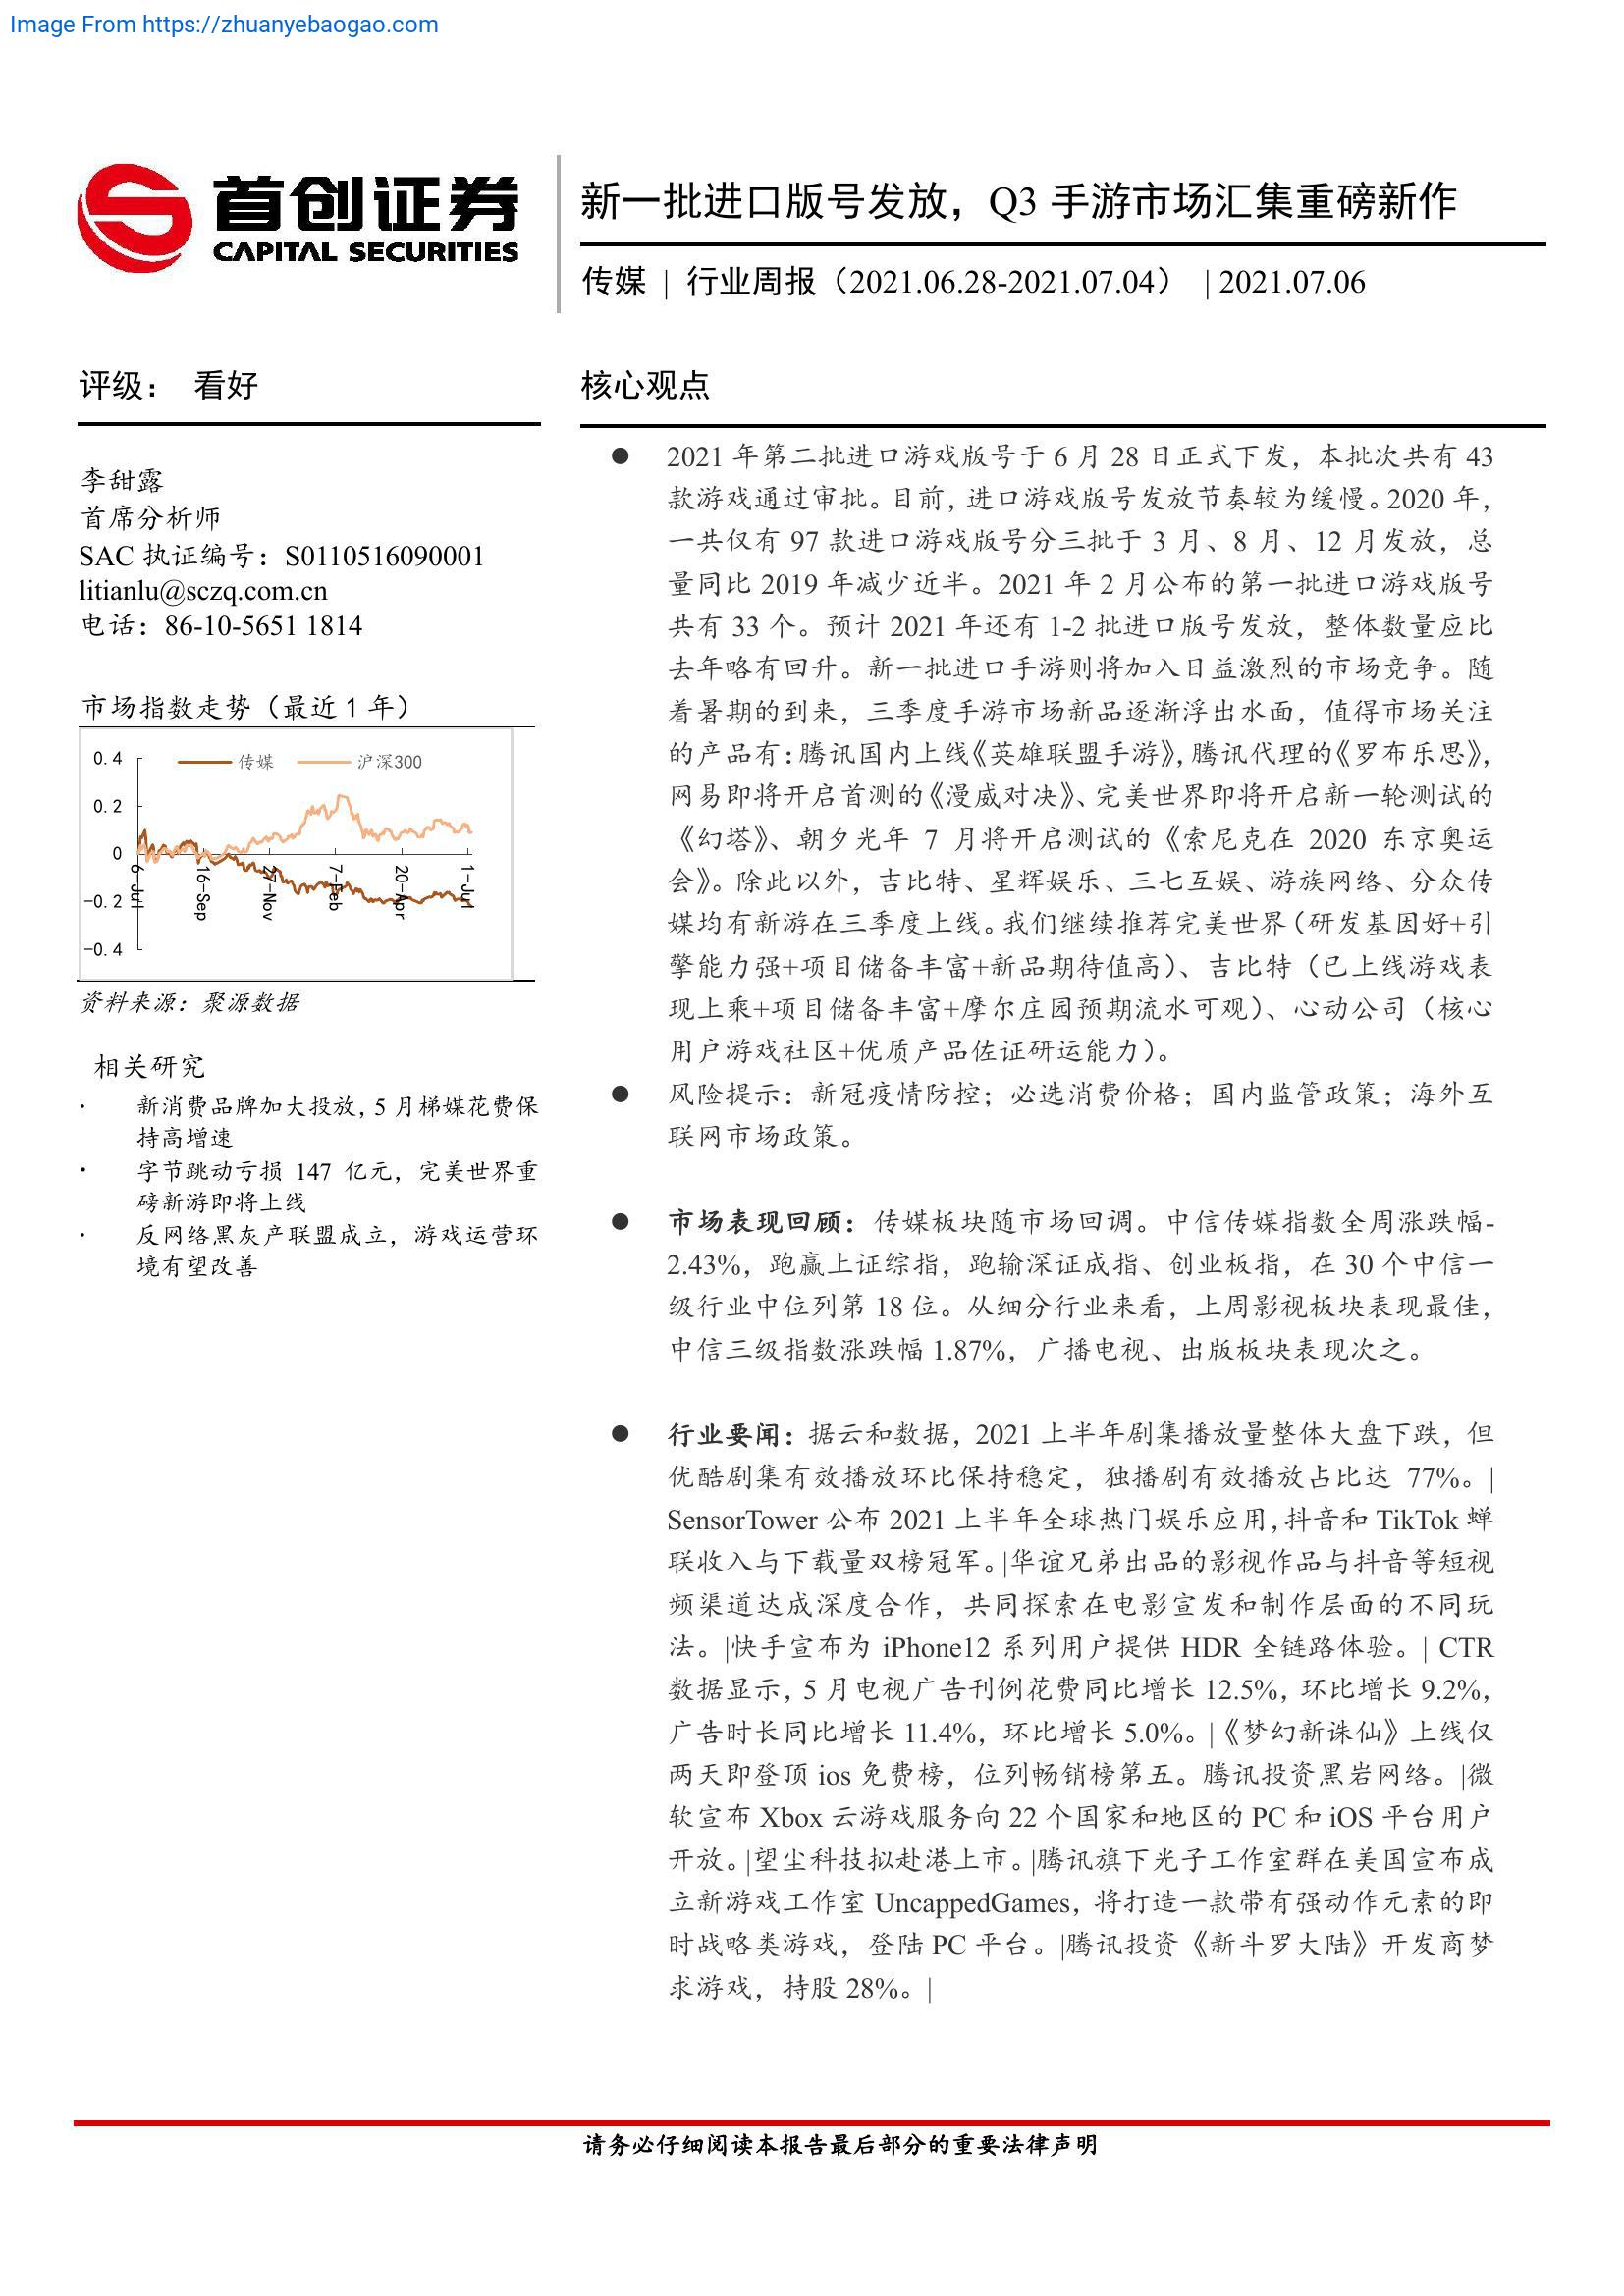 Image From https://zhuanyebaogao.com
首创证券
CAPITAL SECURITIES
新一批进口版号发放，Q3 手游市场汇集重磅新作
传媒 | 行业周报（2021.06.28-2021.07.04） | 2021.07.06
评级： 看好
李甜露
首席分析师
SAC 执证编号：S0110516090001
litianlu@sczq.com.cn
电话：86-10-5651 1814
市场指数走势（最近 1 年）
传媒 沪深300
0.4
0.2
0
-0.2
-0.4
6-Jul 16-Sep 27-Nov 7-Feb 20-Apr 1-Jul
资料来源：聚源数据
相关研究
· 新消费品牌加大投放，5 月梯媒花费保
持高增速
· 字节跳动亏损 147 亿元，完美世界重
磅新游即将上线
· 反网络黑灰产联盟成立，游戏运营环
境有望改善
核心观点
● 2021 年第二批进口游戏版号于 6 月 28 日正式下发，本批次共有 43
款游戏通过审批。目前，进口游戏版号发放节奏较为缓慢。2020 年，
一共仅有 97 款进口游戏版号分三批于 3 月、8 月、12 月发放，总
量同比 2019 年减少近半。2021 年 2 月公布的第一批进口游戏版号
共有 33 个。预计 2021 年还有 1-2 批进口版号发放，整体数量应比
去年略有回升。新一批进口手游则将加入日益激烈的市场竞争。随
着暑期的到来，三季度手游市场新品逐渐浮出水面，值得市场关注
的产品有：腾讯国内上线《英雄联盟手游》，腾讯代理的《罗布乐思》，
网易即将开启首测的《漫威对决》、完美世界即将开启新一轮测试的
《幻塔》、朝夕光年 7 月将开启测试的《索尼克在 2020 东京奥运
会》。除此以外，吉比特、星辉娱乐、三七互娱、游族网络、分众传
媒均有新游在三季度上线。我们继续推荐完美世界（研发基因好+引
擎能力强+项目储备丰富+新品期待值高）、吉比特（已上线游戏表
现上乘+项目储备丰富+摩尔庄园预期流水可观）、心动公司（核心
用户游戏社区+优质产品佐证研运能力）。
● 风险提示：新冠疫情防控；必选消费价格；国内监管政策；海外互
联网市场政策。
● 市场表现回顾：传媒板块随市场回调。中信传媒指数全周涨跌幅-
2.43%，跑赢上证综指，跑输深证成指、创业板指，在 30 个中信一
级行业中位列第 18 位。从细分行业来看，上周影视板块表现最佳，
中信三级指数涨跌幅 1.87%，广播电视、出版板块表现次之。
● 行业要闻：据云和数据，2021 上半年剧集播放量整体大盘下跌，但
优酷剧集有效播放环比保持稳定，独播剧有效播放占比达 77%。|
SensorTower 公布 2021 上半年全球热门娱乐应用，抖音和 TikTok 蝉
联收入与下载量双榜冠军。|华谊兄弟出品的影视作品与抖音等短视
频渠道达成深度合作，共同探索在电影宣发和制作层面的不同玩
法。|快手宣布为 iPhone12 系列用户提供 HDR 全链路体验。| CTR
数据显示，5 月电视广告刊例花费同比增长 12.5%，环比增长 9.2%，
广告时长同比增长 11.4%，环比增长 5.0%。|《梦幻新诛仙》上线仅
两天即登顶 ios 免费榜，位列畅销榜第五。腾讯投资黑岩网络。|微
软宣布 Xbox 云游戏服务向 22 个国家和地区的 PC 和 iOS 平台用户
开放。|望尘科技拟赴港上市。|腾讯旗下光子工作室群在美国宣布成
立新游戏工作室 UncappedGames，将打造一款带有强动作元素的即
时战略类游戏，登陆 PC 平台。|腾讯投资《新斗罗大陆》开发商梦
求游戏，持股 28%。|
请务必仔细阅读本报告最后部分的重要法律声明